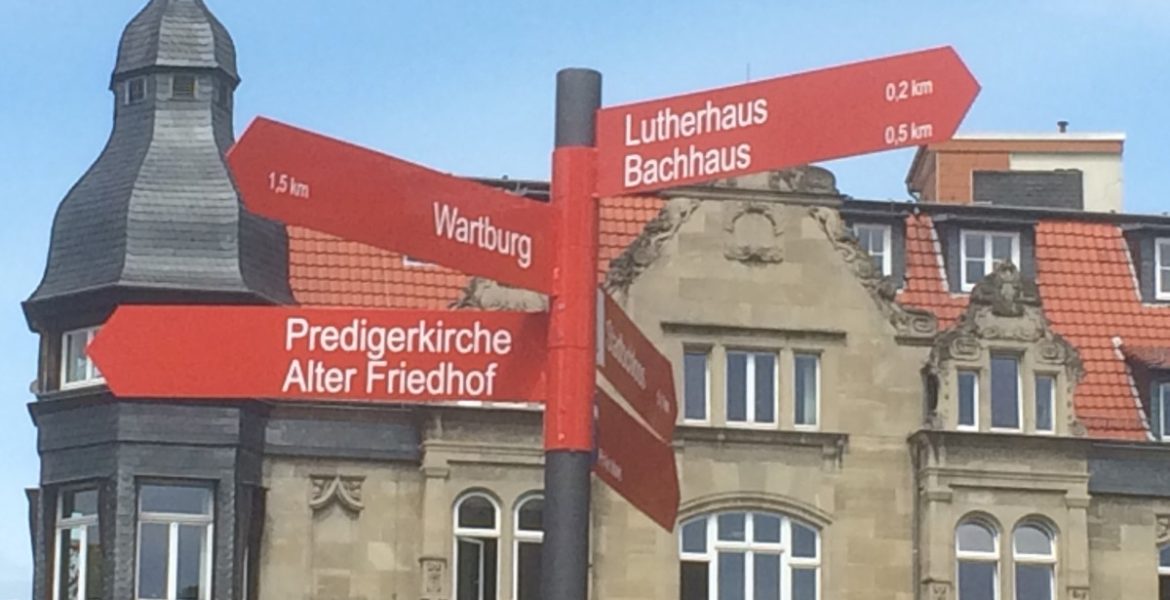 Lutherhaus 0,2 km
Bachhaus 0,5 km
1,5 km Wartburg
Predigerkirche
Alter Friedhof